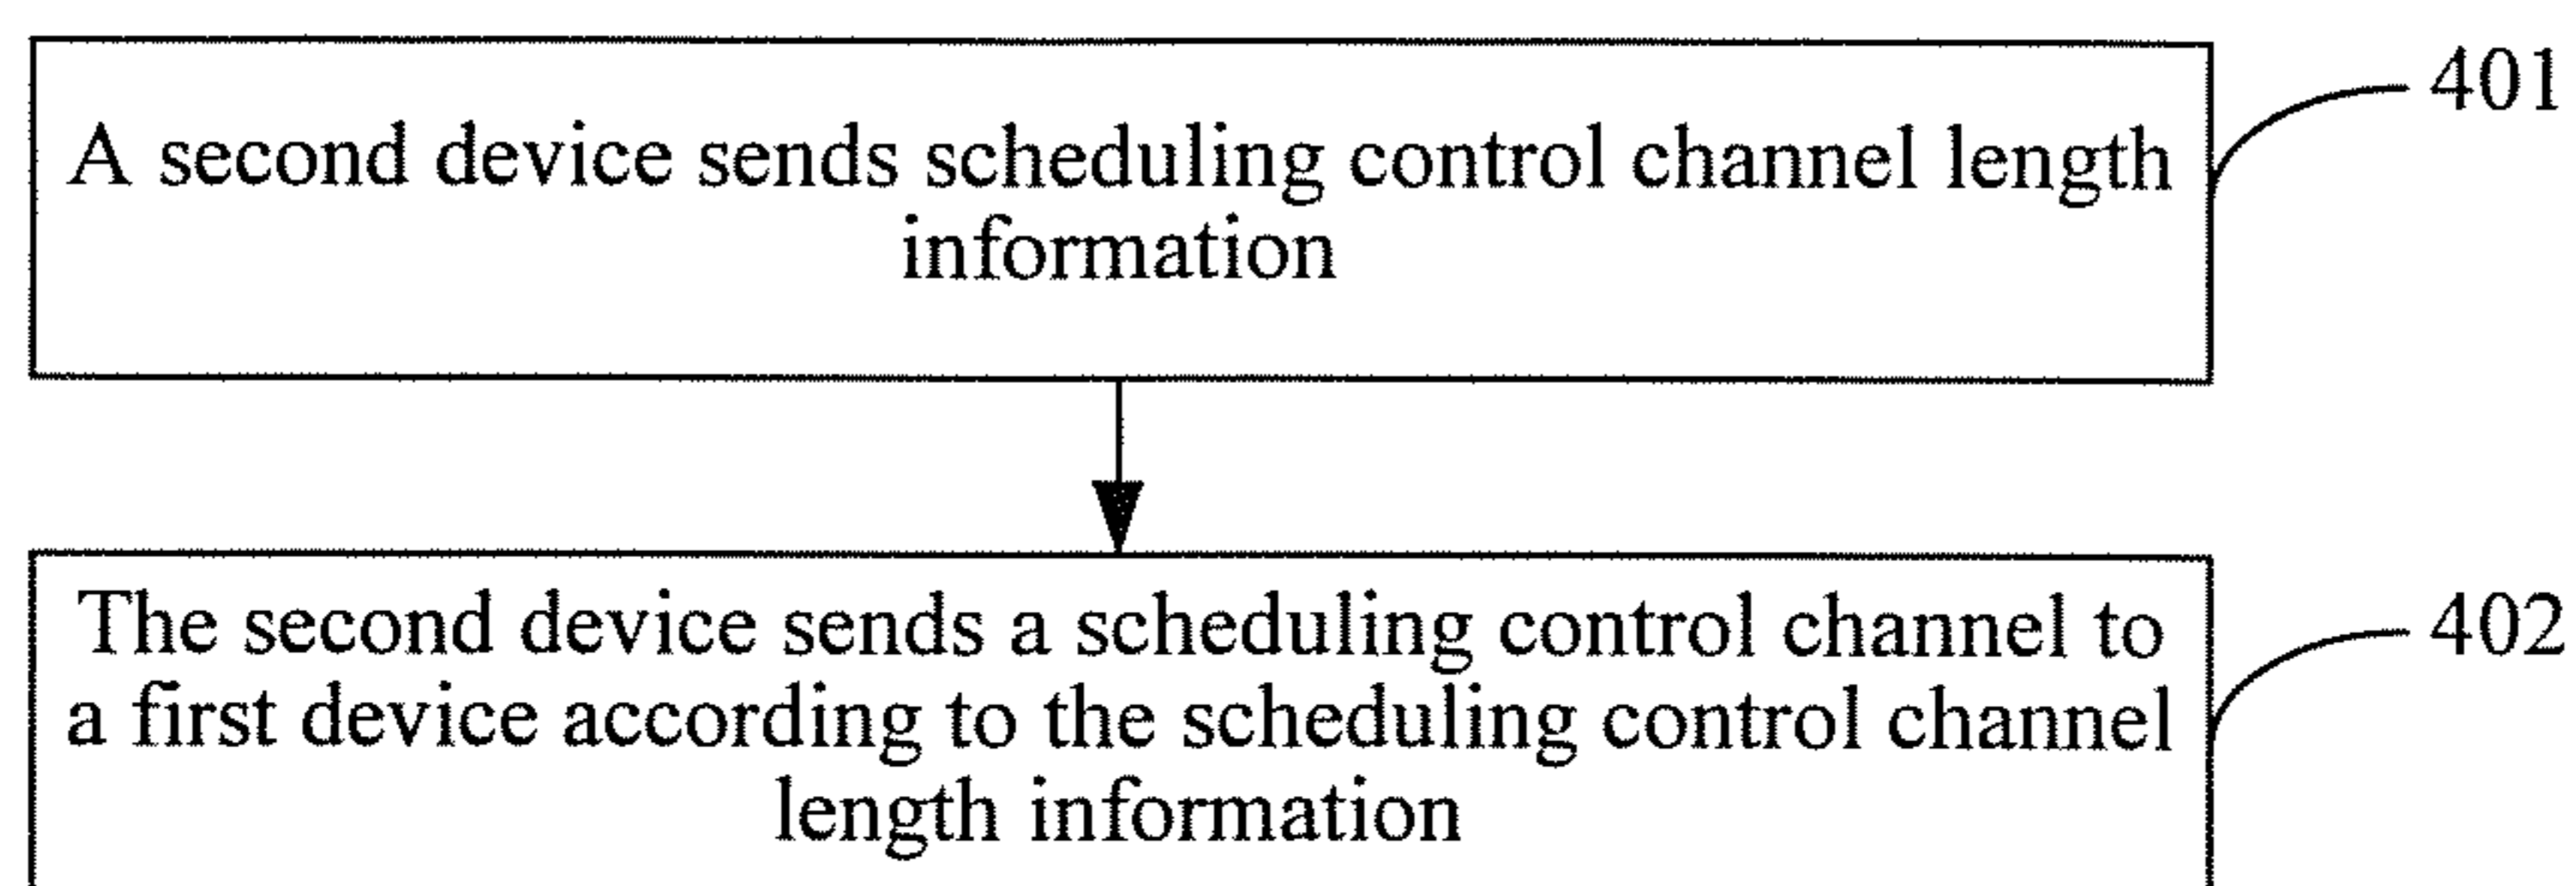 A second device sends scheduling control channel length
information
401
The second device sends a scheduling control channel to
a first device according to the scheduling control channel
length information
402